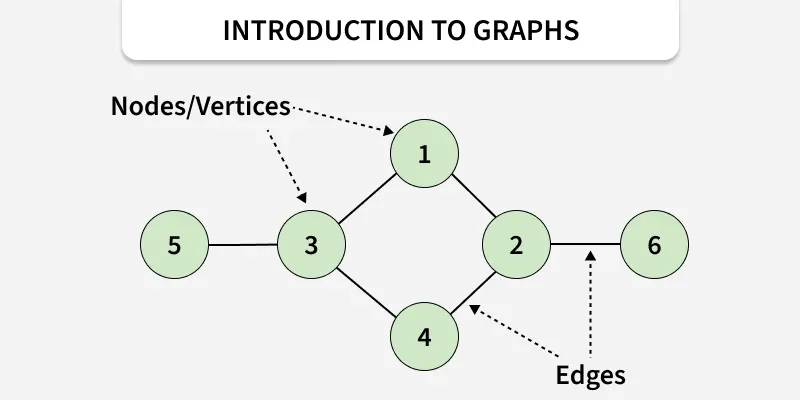 INTRODUCTION TO GRAPHS
Nodes/Vertices
1
5 3 2 6
4
Edges